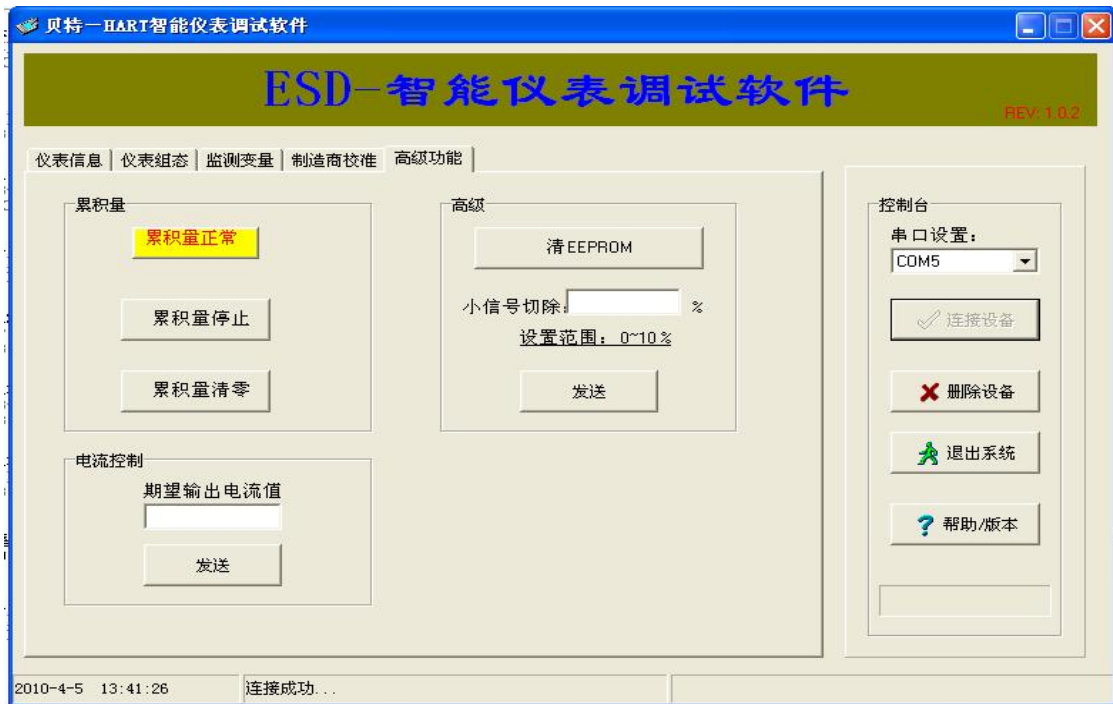 贝特一HART智能仪表调试软件
ESD-智能仪表调试软件
REV: 1.0.2
仪表信息 仪表组态 监测变量 制造商校准 高级功能
累积量
累积量正常
累积量停止
累积量清零
电流控制
期望输出电流值
发送
高级
清EEPROM
小信号切除: %
设置范围: 0~10%
发送
控制台
串口设置:
COM5
连接设备
删除设备
退出系统
帮助/版本
2010-4-5 13:41:26 连接成功...